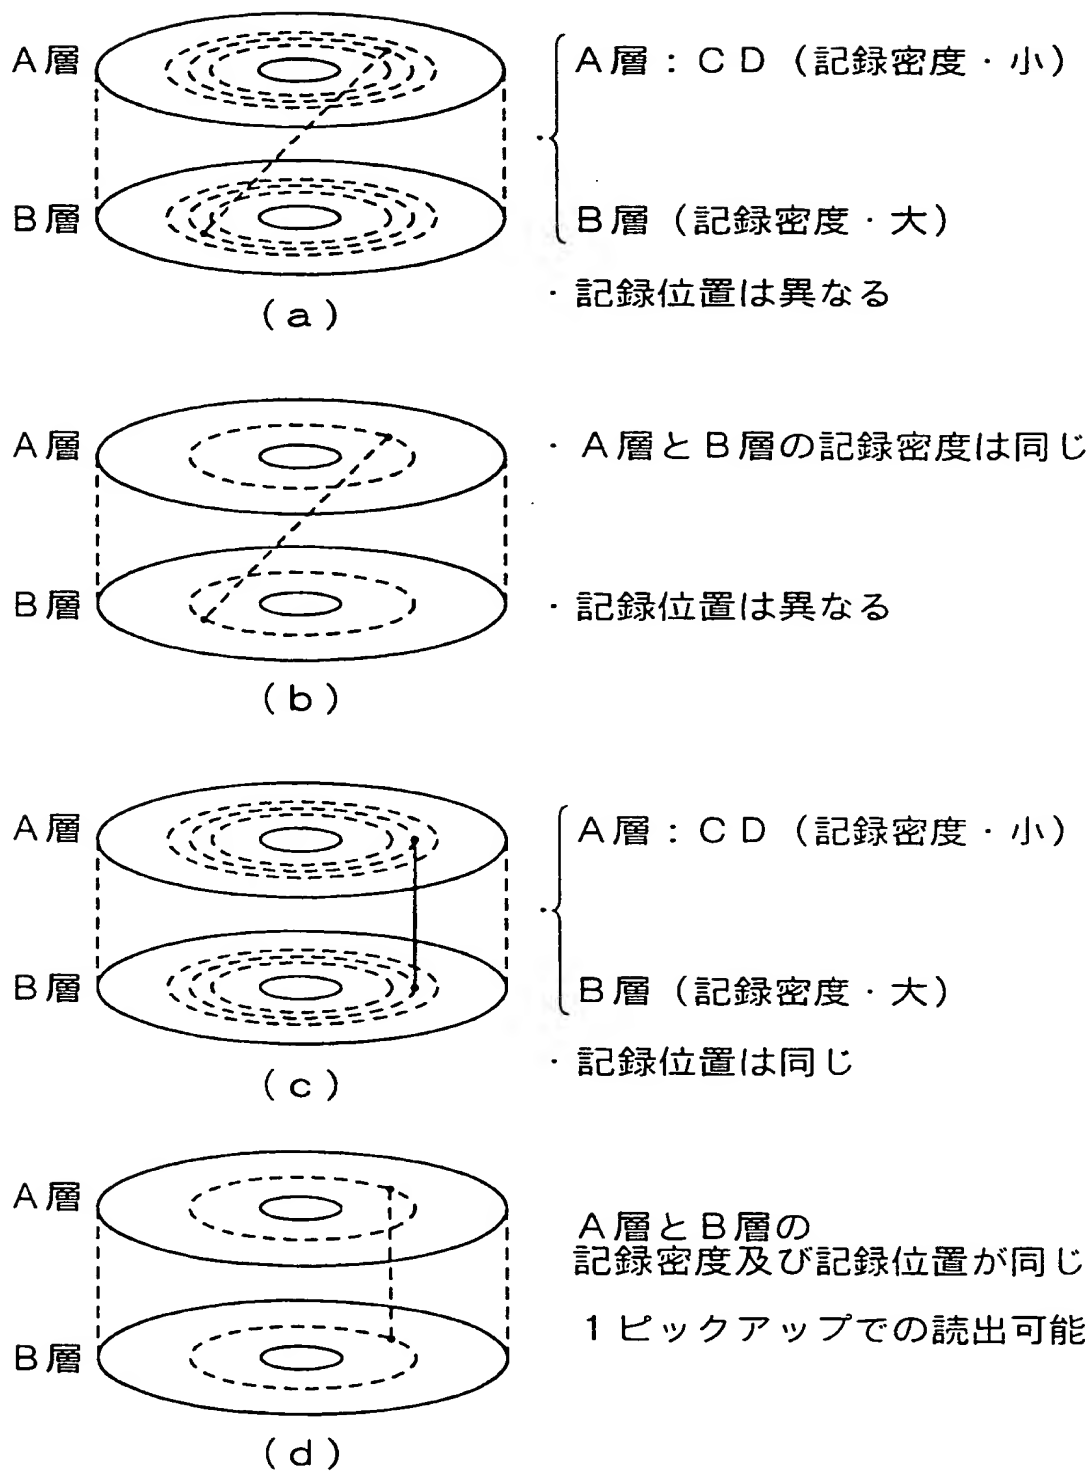 A層
A層：CD（記録密度・小）
B層
B層（記録密度・大）
・記録位置は異なる
(a)
A層
・A層とB層の記録密度は同じ
B層
・記録位置は異なる
(b)
A層
A層：CD（記録密度・小）
B層
B層（記録密度・大）
・記録位置は同じ
(c)
A層
A層とB層の
記録密度及び記録位置が同じ
1ピックアップでの読出可能
B層
(d)